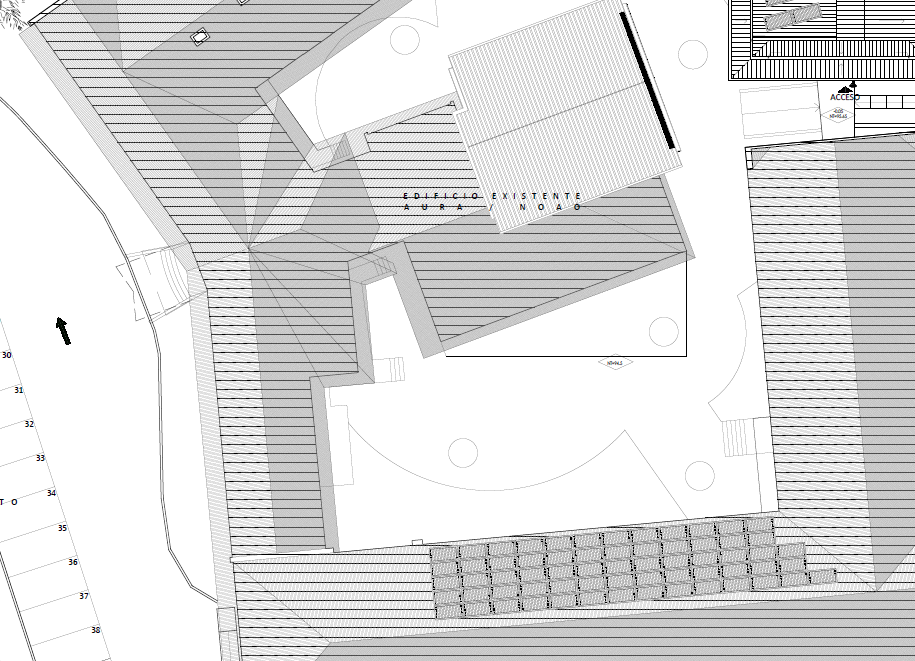 ACCESO
EDIFICIO EXISTENTE
AURA / NOAO
30
31
32
33
34
T O
35
36
37
38